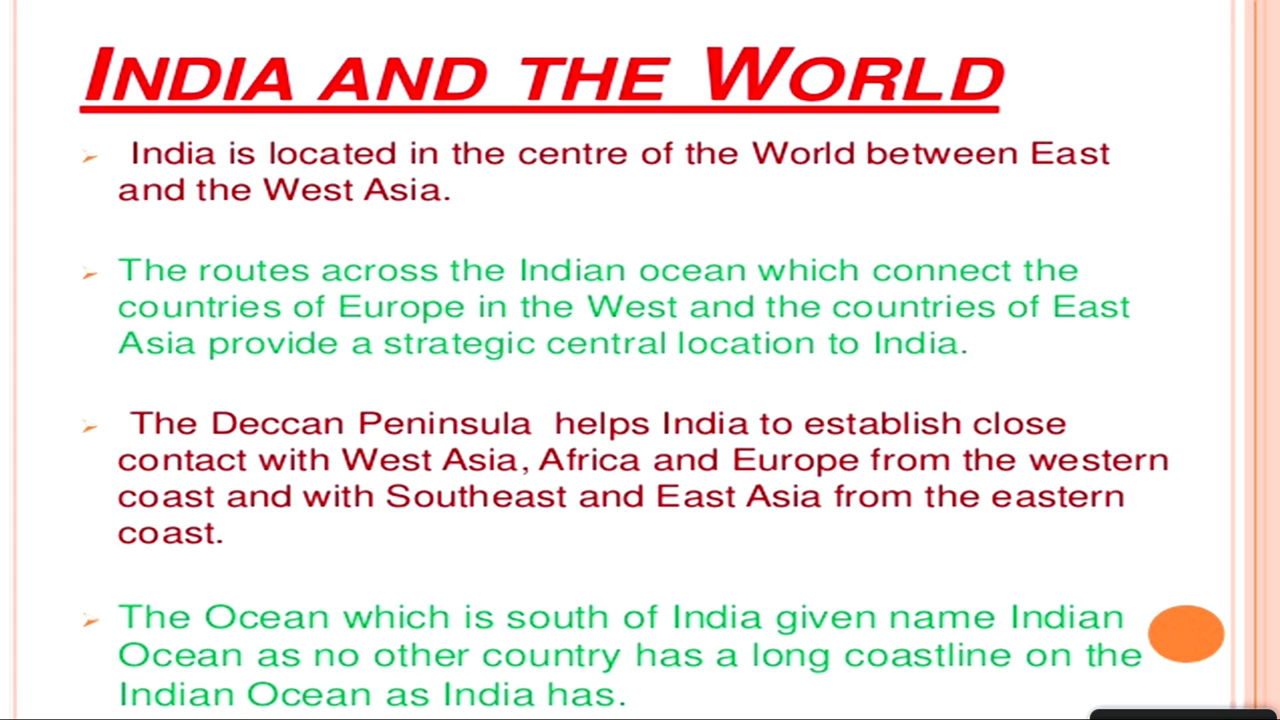 INDIA AND THE WORLD
India is located in the centre of the World between East
and the West Asia.
The routes across the Indian ocean which connect the
countries of Europe in the West and the countries of East
Asia provide a strategic central location to India.
The Deccan Peninsula helps India to establish close
contact with West Asia, Africa and Europe from the western
coast and with Southeast and East Asia from the eastern
coast.
The Ocean which is south of India given name Indian
Ocean as no other country has a long coastline on the
Indian Ocean as India has.